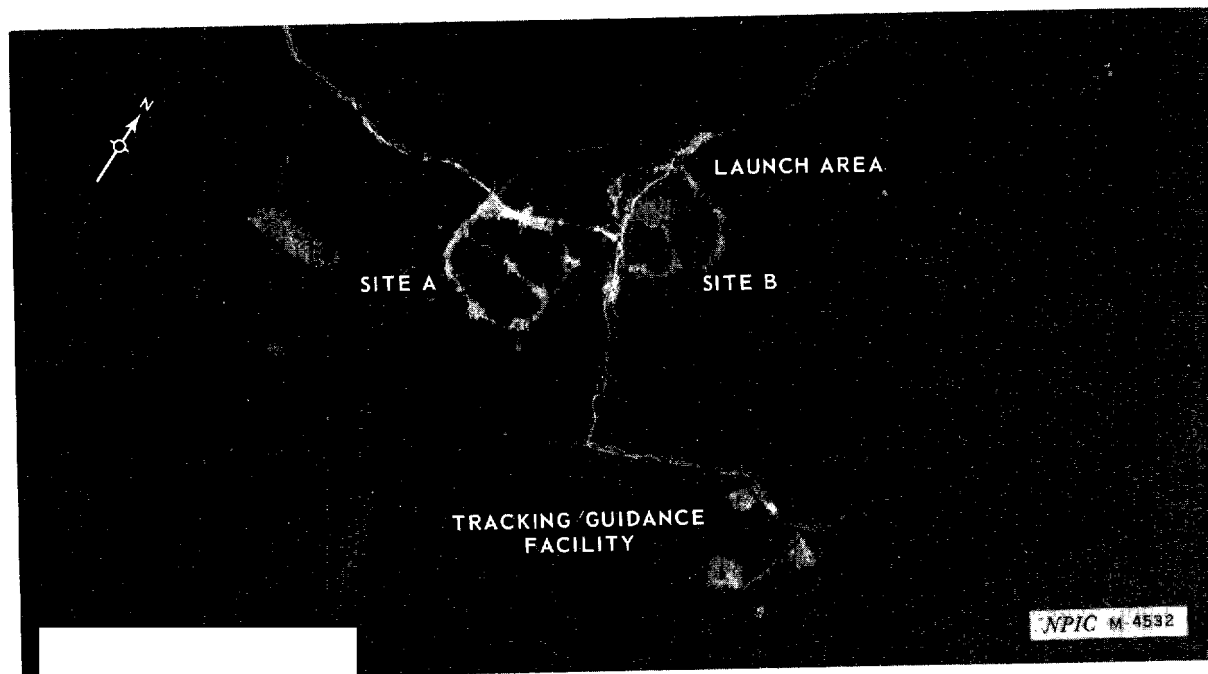 N
LAUNCH AREA
SITE A
SITE B
TRACKING/GUIDANCE
FACILITY
NPIC M-4532